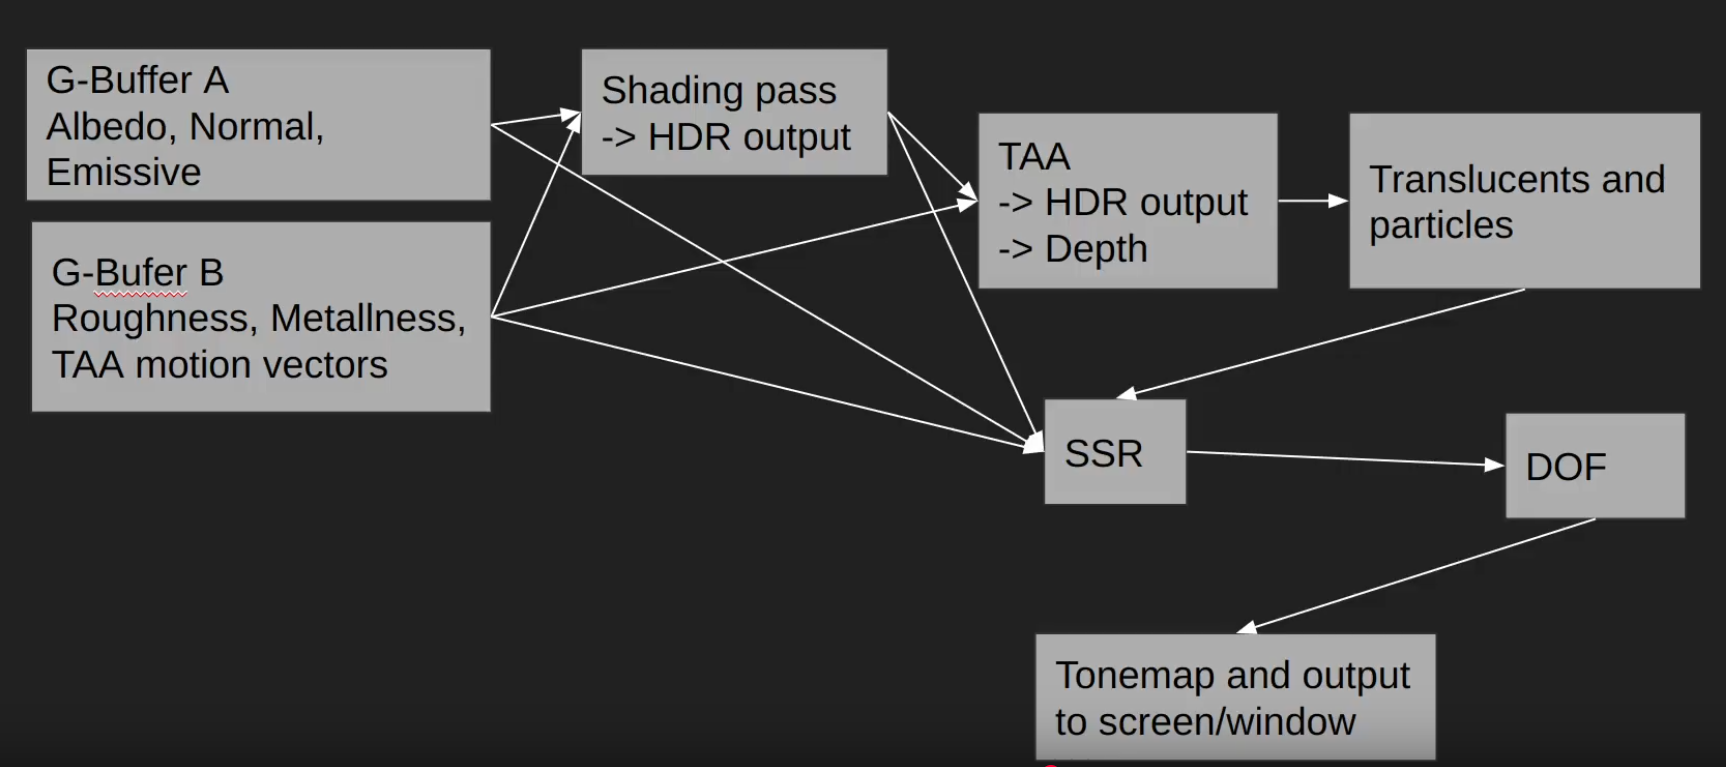 G-Buffer A
Albedo, Normal,
Emissive
G-Bufer B
Roughness, Metallness,
TAA motion vectors
Shading pass
-> HDR output
TAA
-> HDR output
-> Depth
Translucents and
particles
SSR
DOF
Tonemap and output
to screen/window